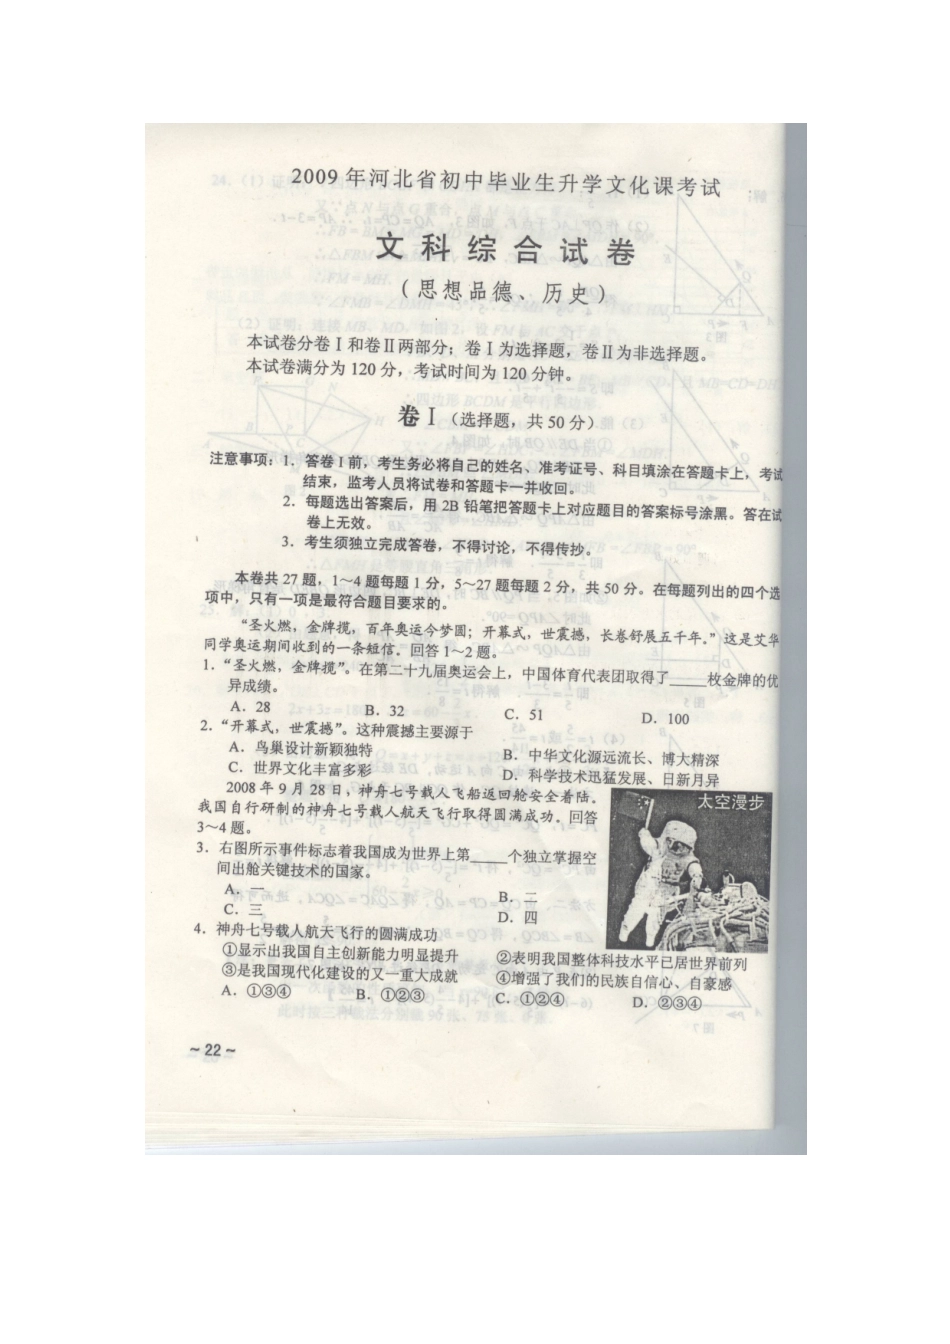 2009年河北省初中毕业生升学文化课考试
文科综合试卷
(思想品德、历史)
本试卷分卷Ⅰ和卷Ⅱ两部分；卷Ⅰ为选择题，卷Ⅱ为非选择题。
本试卷满分为120分，考试时间为120分钟。
卷Ⅰ（选择题，共50分）
注意事项：1．答卷Ⅰ前，考生务必将自己的姓名、准考证号、科目填涂在答题卡上，考试
结束，监考人员将试卷和答题卡一并收回。
2．每题选出答案后，用2B铅笔把答题卡上对应题目的答案标号涂黑。答在试
卷上无效。
3．考生须独立完成答卷，不得讨论，不得传抄。
本卷共27题，1～4题每题1分，5～27题每题2分，共50分。在每题列出的四个选
项中，只有一项是最符合题目要求的。
“圣火燃，金牌揽，百年奥运今梦圆；开幕式，世震撼，长卷舒展五千年。”这是艾华
同学奥运期间收到的一条短信。回答1～2题。
1．“圣火燃，金牌揽”。在第二十九届奥运会上，中国体育代表团取得了____枚金牌的优
异成绩。
A．28 B．32 C．51 D．100
2．“开幕式，世震撼”。这种震撼主要源于
A．鸟巢设计新颖独特 B．中华文化源远流长、博大精深
C．世界文化丰富多彩 D．科学技术迅猛发展、日新月异
2008年9月28日，神舟七号载人飞船返回舱安全着陆。
我国自行研制的神舟七号载人航天飞行取得圆满成功。回答
3～4题。
太空漫步
3．右图所示事件标志着我国成为世界上第____个独立掌握空
间出舱关键技术的国家。
A．一 B．二
C．三 D．四
4．神舟七号载人航天飞行的圆满成功
①显示出我国自主创新能力明显提升 ②表明我国整体科技水平已居世界前列
③是我国现代化建设的又一重大成就 ④增强了我们的民族自信心、自豪感
A．①③④ B．①②③ C．①②④ D．②③④
~22~